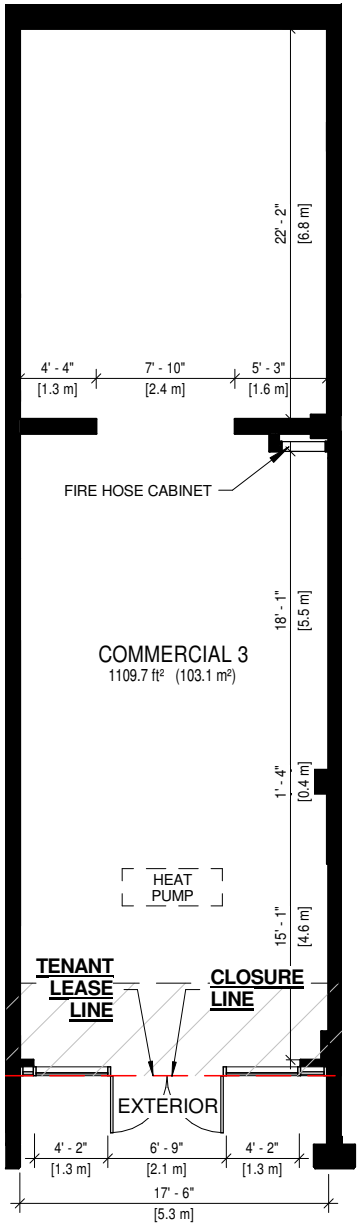 22' - 2"
[6.8 m]
4' - 4"
[1.3 m]
7' - 10"
[2.4 m]
5' - 3"
[1.6 m]
FIRE HOSE CABINET
18' - 1"
[5.5 m]
COMMERCIAL 3
1109.7 ft² (103.1 m²)
1' - 4"
[0.4 m]
HEAT
PUMP
15' - 1"
[4.6 m]
TENANT
LEASE
LINE
CLOSURE
LINE
EXTERIOR
4' - 2"
[1.3 m]
6' - 9"
[2.1 m]
4' - 2"
[1.3 m]
17' - 6"
[5.3 m]